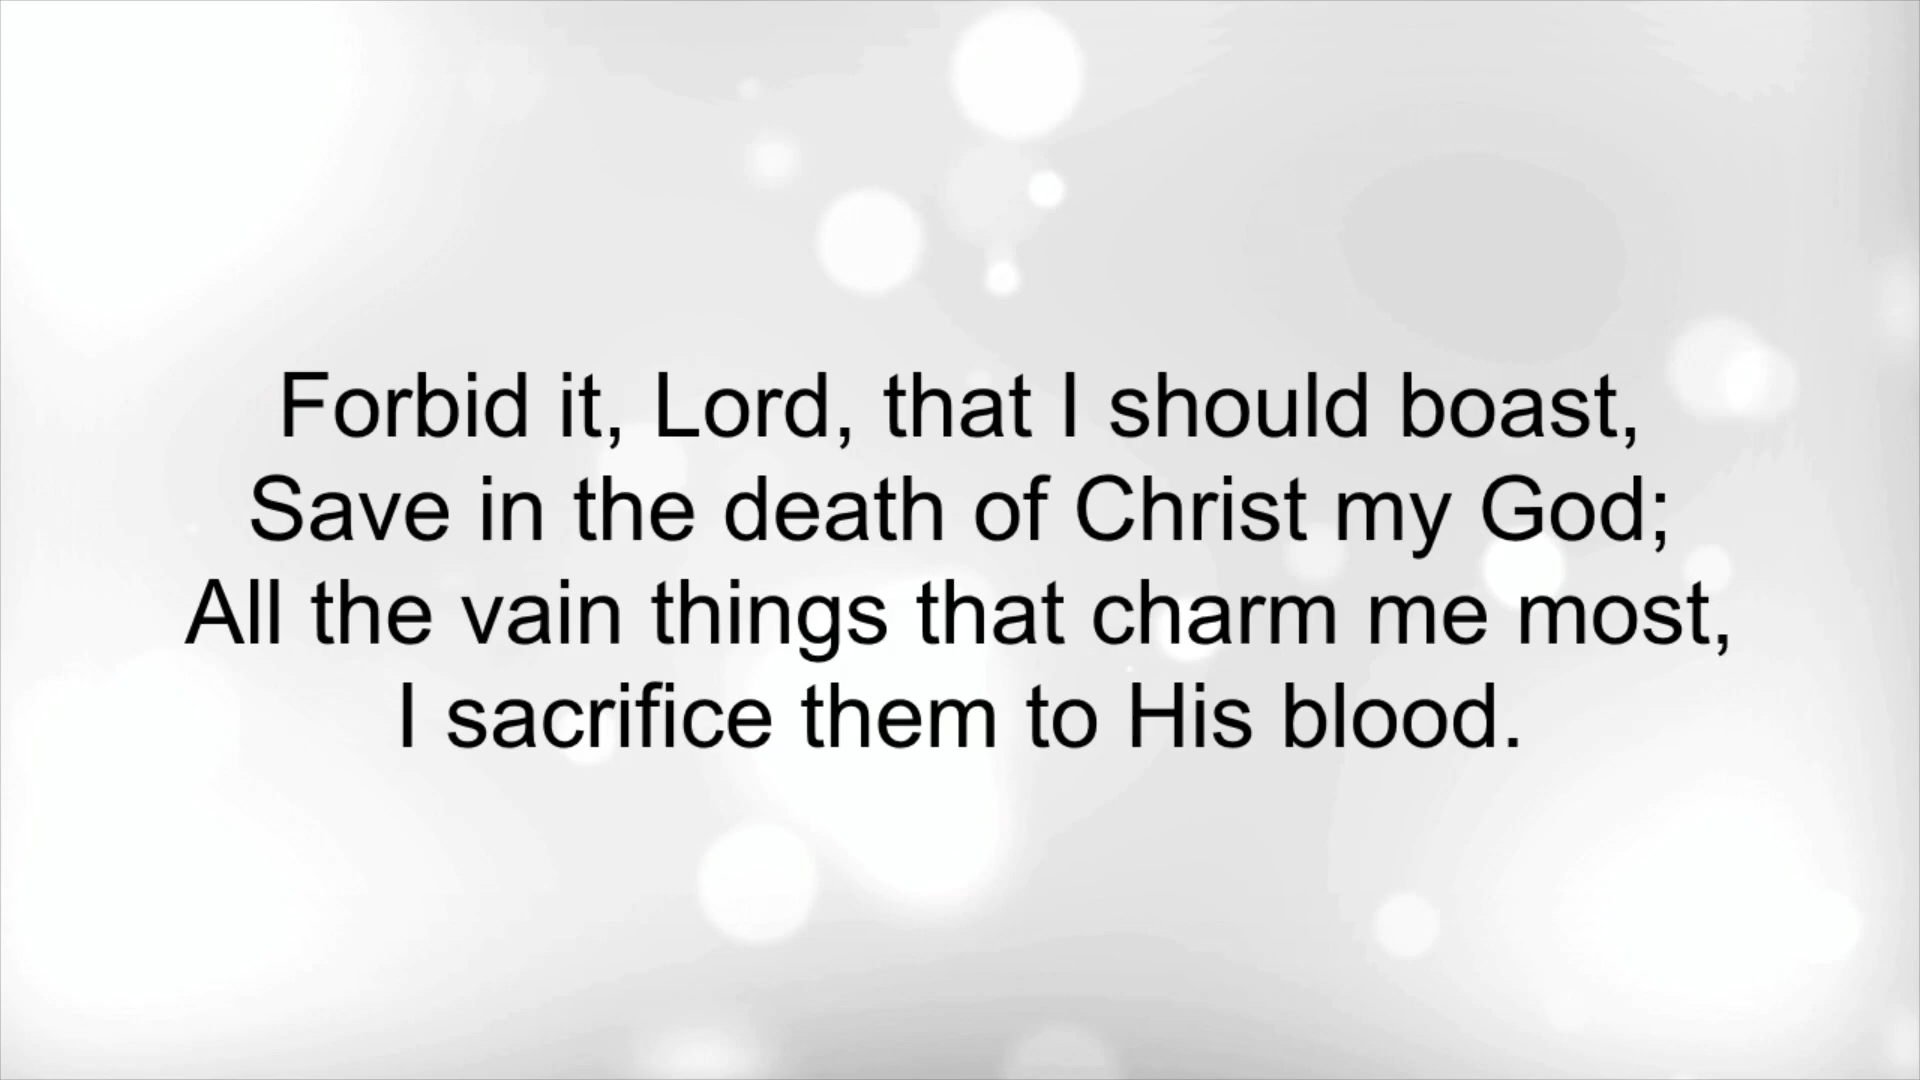 Forbid it, Lord, that I should boast,
Save in the death of Christ my God;
All the vain things that charm me most,
I sacrifice them to His blood.